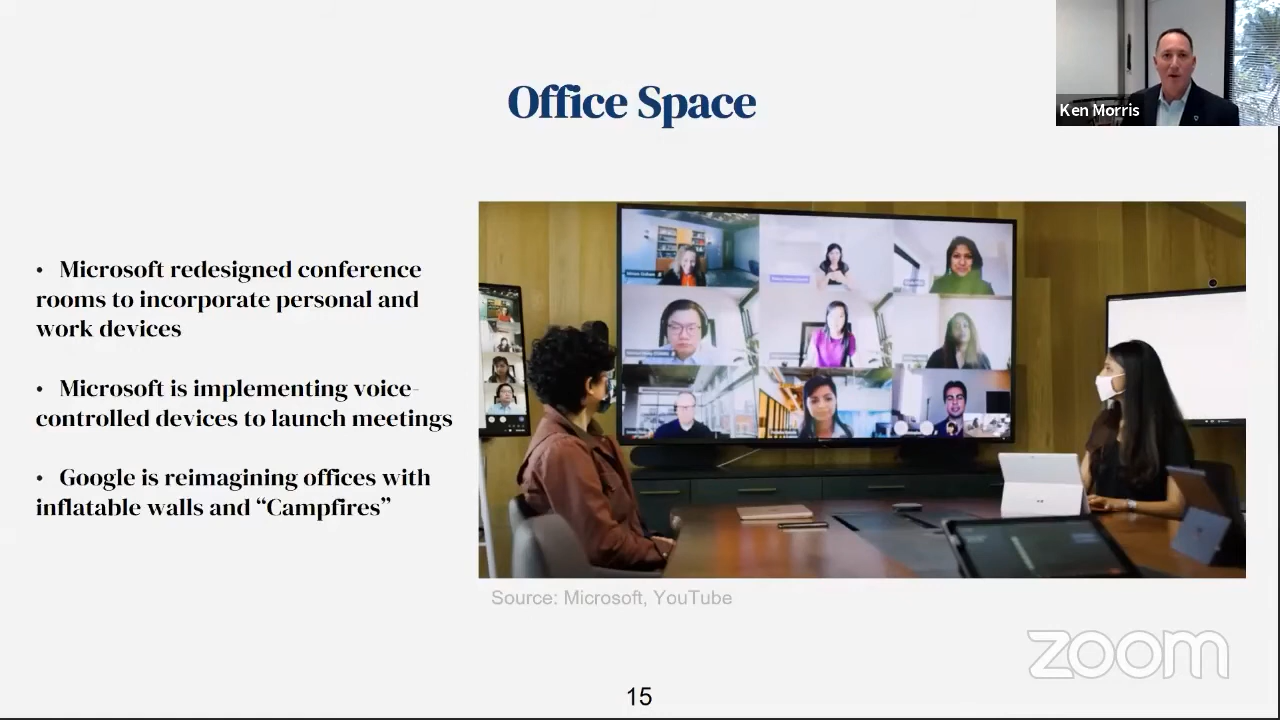 Ken Morris
Office Space
• Microsoft redesigned conference
rooms to incorporate personal and
work devices
• Microsoft is implementing voice-
controlled devices to launch meetings
• Google is reimagining offices with
inflatable walls and “Campfires”
Source: Microsoft, YouTube
zoom
15